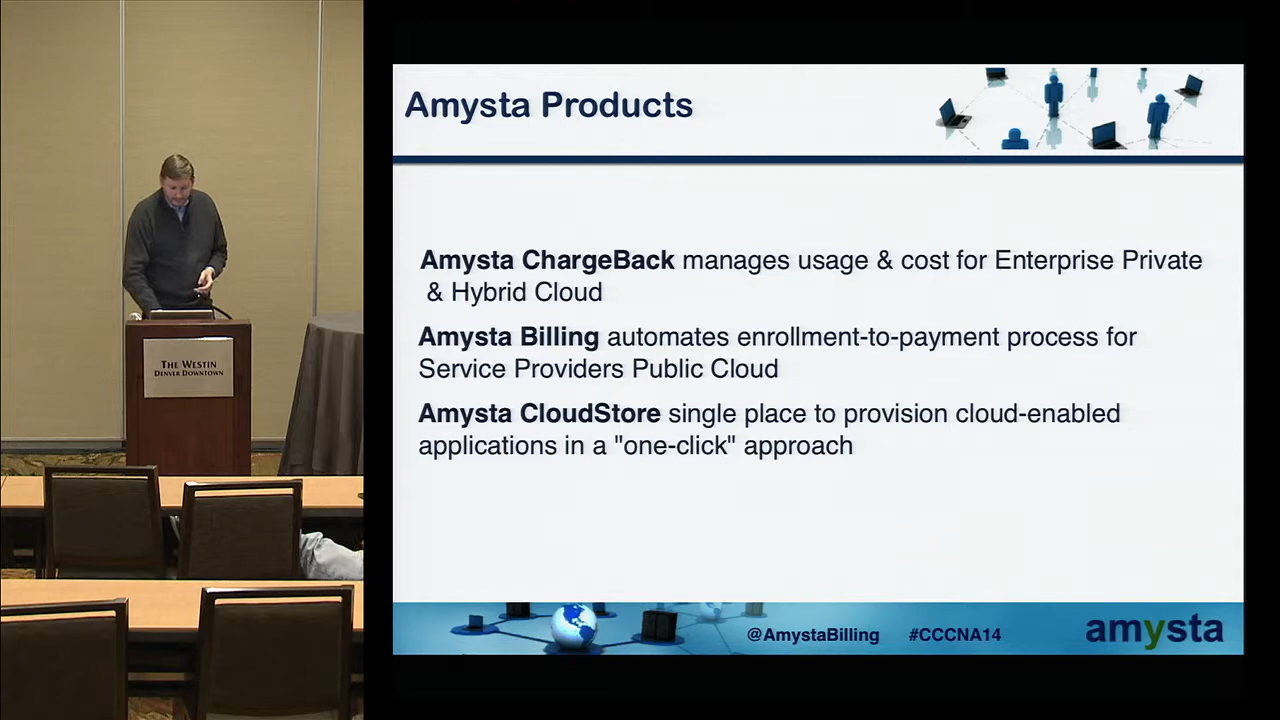 THE WESTIN
DENVER DOWNTOWN
Amysta Products
Amysta ChargeBack manages usage & cost for Enterprise Private
& Hybrid Cloud
Amysta Billing automates enrollment-to-payment process for
Service Providers Public Cloud
Amysta CloudStore single place to provision cloud-enabled
applications in a "one-click" approach
@AmystaBilling #CCCNA14
amysta